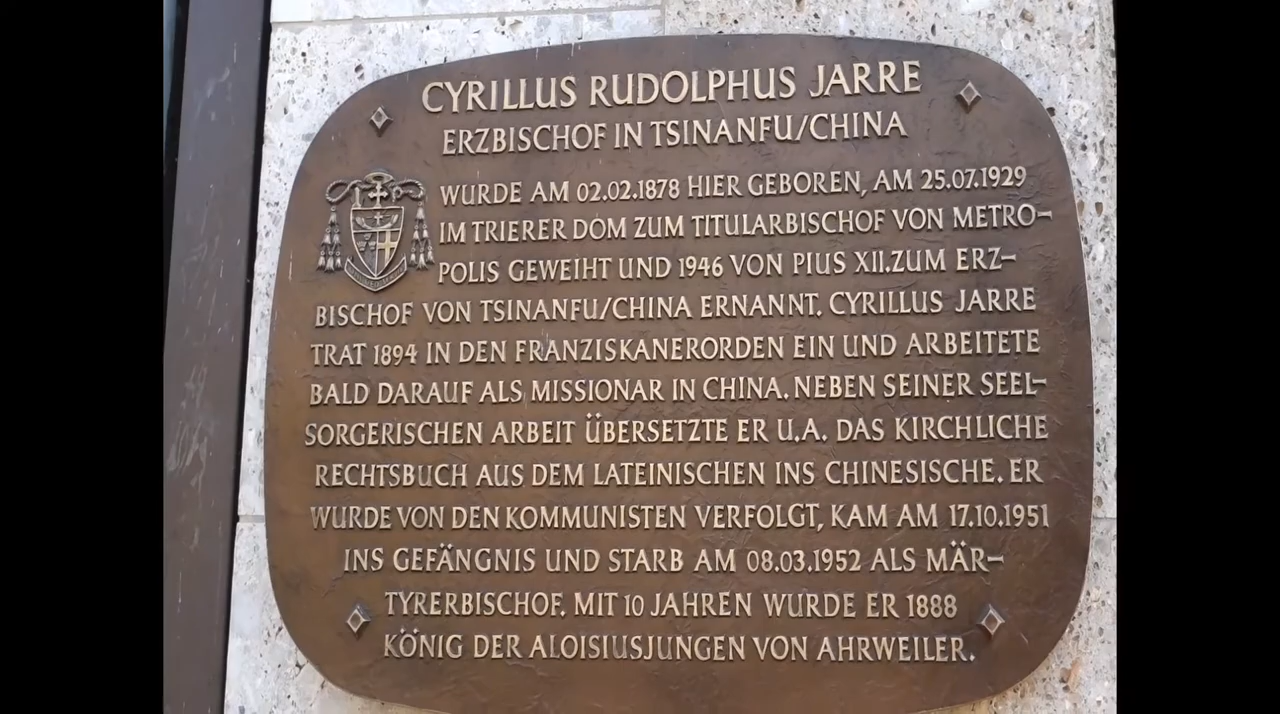 CYRILLUS RUDOLPHUS JARRE
ERZBISCHOF IN TSINANFU/CHINA
WURDE AM 02.02.1878 HIER GEBOREN, AM 25.07.1929
IM TRIERER DOM ZUM TITULARBISCHOF VON METRO-
POLIS GEWEIHT UND 1946 VON PIUS XII.ZUM ERZ-
BISCHOF VON TSINANFU/CHINA ERNANNT. CYRILLUS JARRE
TRAT 1894 IN DEN FRANZISKANERORDEN EIN UND ARBEITETE
BALD DARAUF ALS MISSIONAR IN CHINA. NEBEN SEINER SEEL-
SORGERISCHEN ARBEIT ÜBERSETZTE ER U.A. DAS KIRCHLICHE
RECHTSBUCH AUS DEM LATEINISCHEN INS CHINESISCHE. ER
WURDE VON DEN KOMMUNISTEN VERFOLGT, KAM AM 17.10.1951
INS GEFÄNGNIS UND STARB AM 08.03.1952 ALS MÄR-
TYRERBISCHOF. MIT 10 JAHREN WURDE ER 1888
KÖNIG DER ALOISIUSJUNGEN VON AHRWEILER.